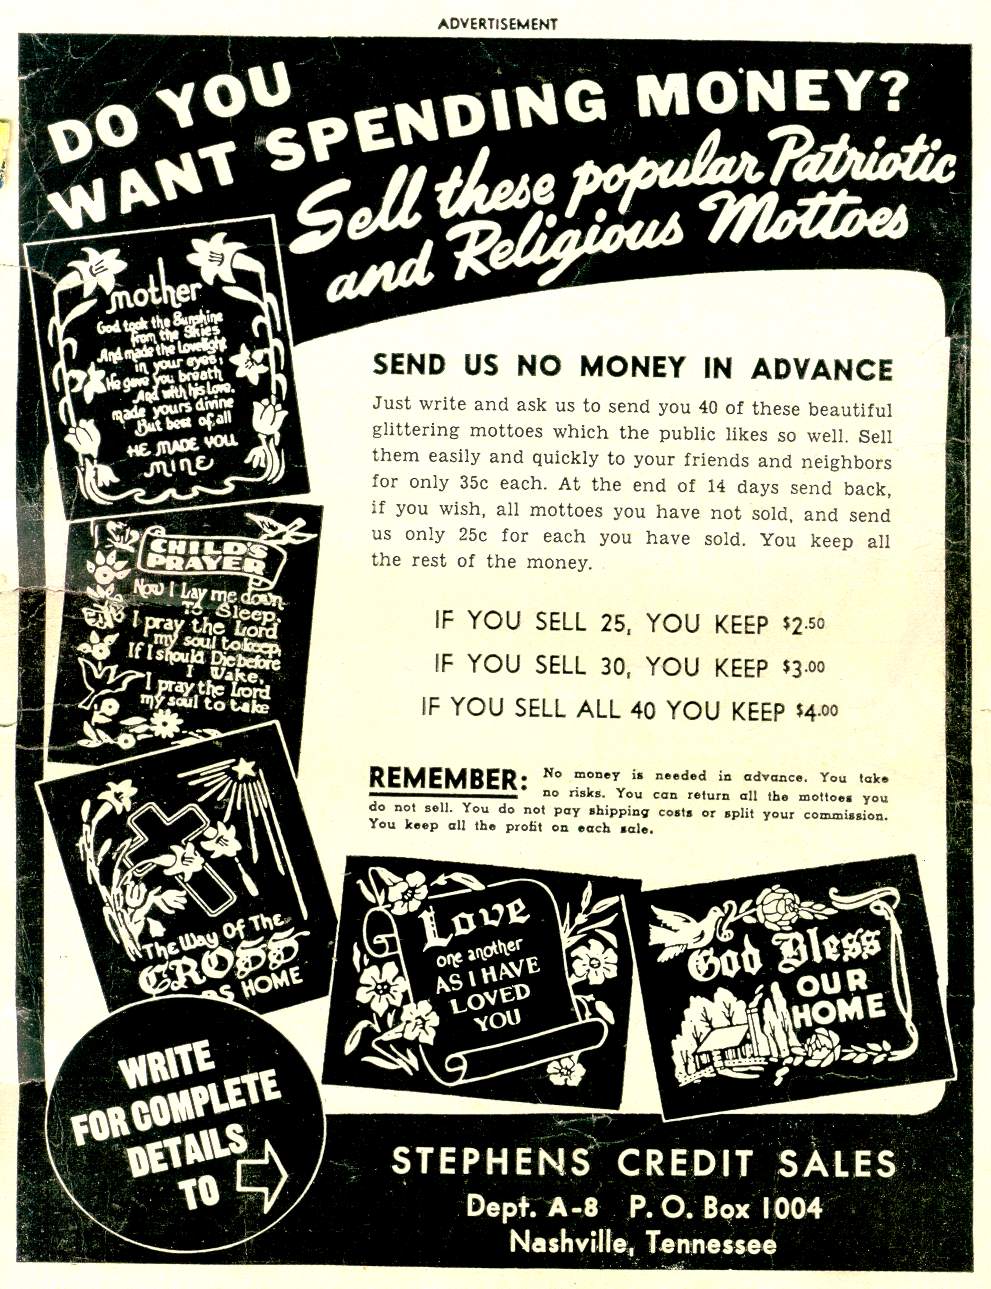 ADVERTISEMENT
DO YOU
WANT SPENDING MONEY?
Sell these popular Patriotic
and Religious Mottoes
mother
God took the Sunshine
from the Skies
And made the Lovelight
in your eyes,
He gave you breath
And with his Love,
made yours divine
But best of all
HE MADE YOU
MINE
CHILD'S
PRAYER
Now I Lay me down
To Sleep,
I pray the Lord
my soul to keep,
If I should Die before
I Wake,
I pray the Lord
my soul to take
The Way Of The
CROSS
DS HOME
SEND US NO MONEY IN ADVANCE
Just write and ask us to send you 40 of these beautiful
glittering mottoes which the public likes so well. Sell
them easily and quickly to your friends and neighbors
for only 35c each. At the end of 14 days send back,
if you wish, all mottoes you have not sold, and send
us only 25c for each you have sold. You keep all
the rest of the money.
IF YOU SELL 25, YOU KEEP $2.50
IF YOU SELL 30, YOU KEEP $3.00
IF YOU SELL ALL 40 YOU KEEP $4.00
REMEMBER: No money is needed in advance. You take
no risks. You can return all the mottoes you
do not sell. You do not pay shipping costs or split your commission.
You keep all the profit on each sale.
Love
one another
AS I HAVE
LOVED
YOU
God Bless
OUR
HOME
WRITE
FOR COMPLETE
DETAILS
TO
STEPHENS CREDIT SALES
Dept. A-8 P. O. Box 1004
Nashville, Tennessee